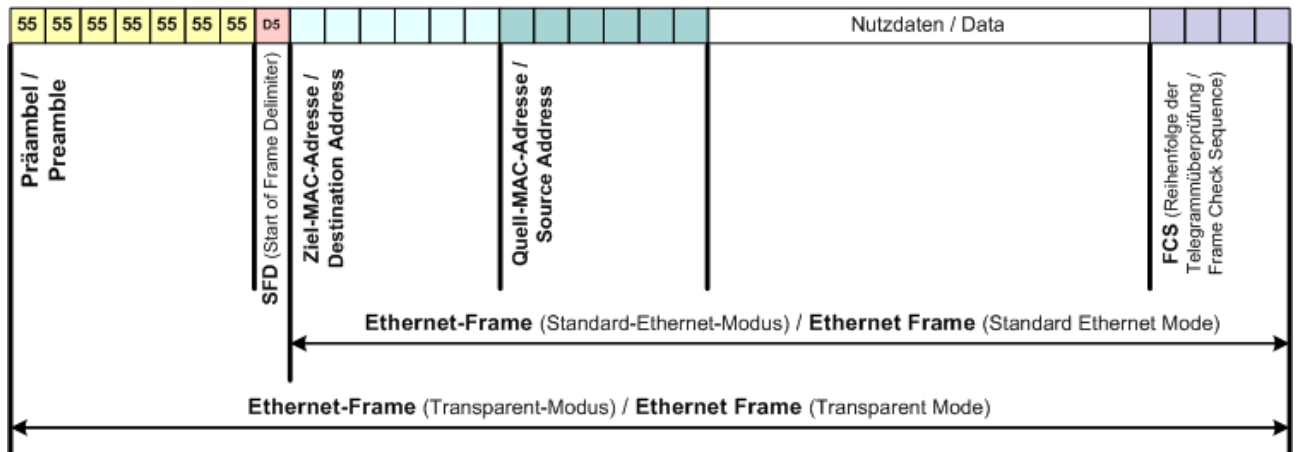 55 55 55 55 55 55 55 D5 Nutzdaten / Data
Präambel /
Preamble
SFD (Start of Frame Delimiter)
Ziel-MAC-Adresse /
Destination Address
Quell-MAC-Adresse /
Source Address
FCS (Reihenfolge der
Telegrammüberprüfung /
Frame Check Sequence)
Ethernet-Frame (Standard-Ethernet-Modus) / Ethernet Frame (Standard Ethernet Mode)
Ethernet-Frame (Transparent-Modus) / Ethernet Frame (Transparent Mode)